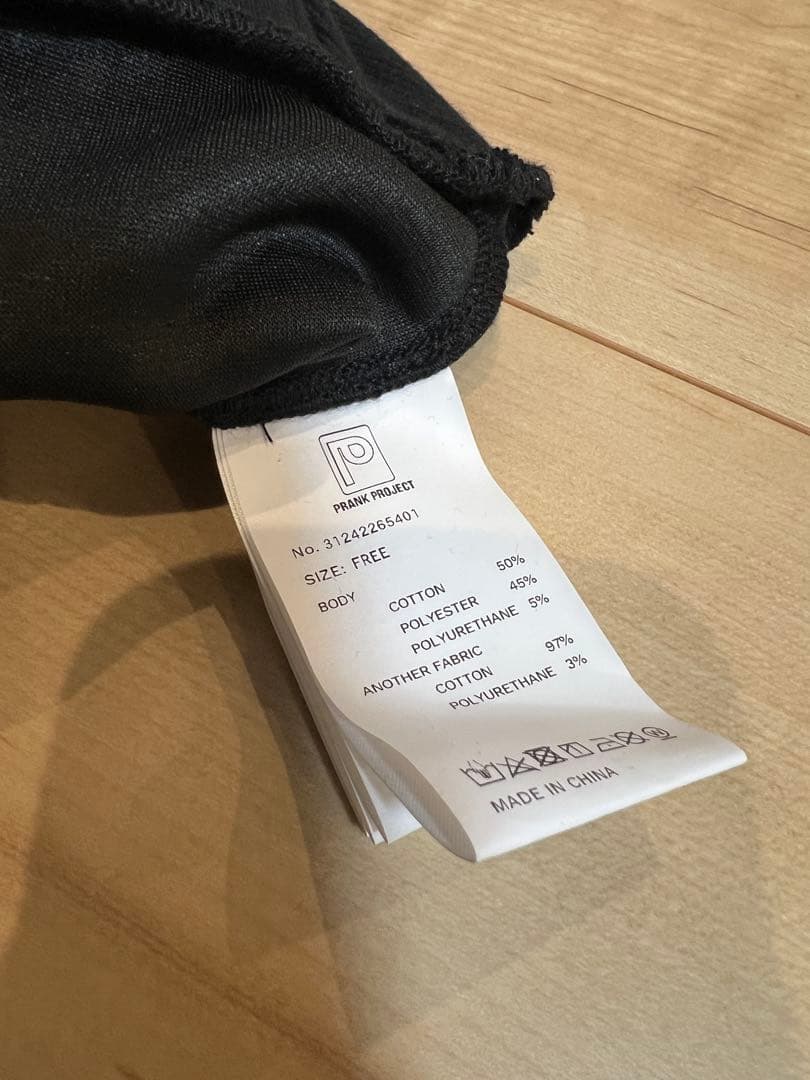 P
PRANK PROJECT
No. 31242265401
SIZE: FREE
BODY COTTON 50%
POLYESTER 45%
POLYURETHANE 5%
ANOTHER FABRIC
COTTON 97%
POLYURETHANE 3%
W
MADE IN CHINA